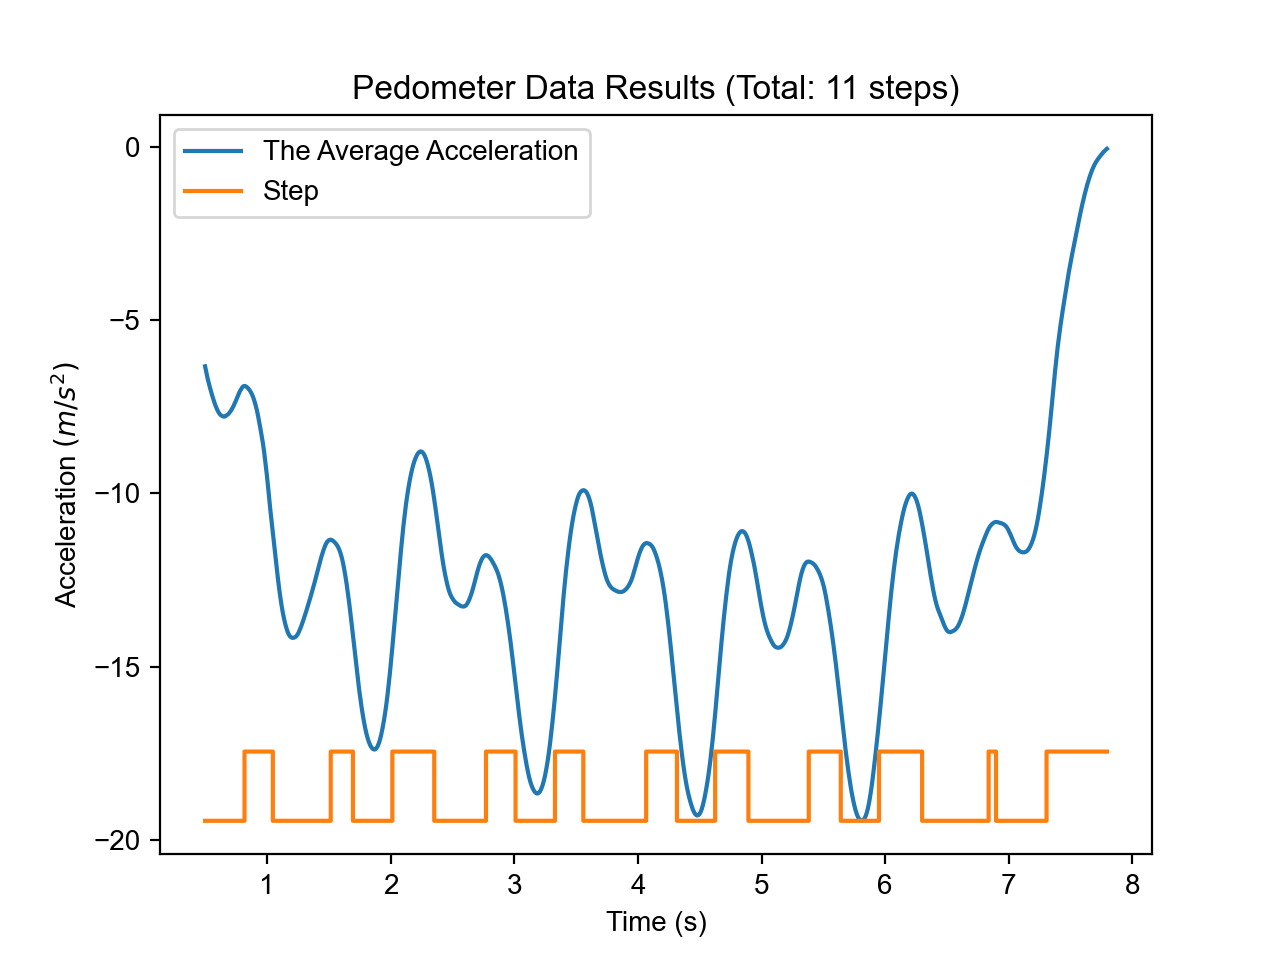 Pedometer Data Results (Total: 11 steps)
The Average Acceleration
Step
0
−5
−10
−15
−20
Acceleration (m/s²)
1 2 3 4 5 6 7 8
Time (s)